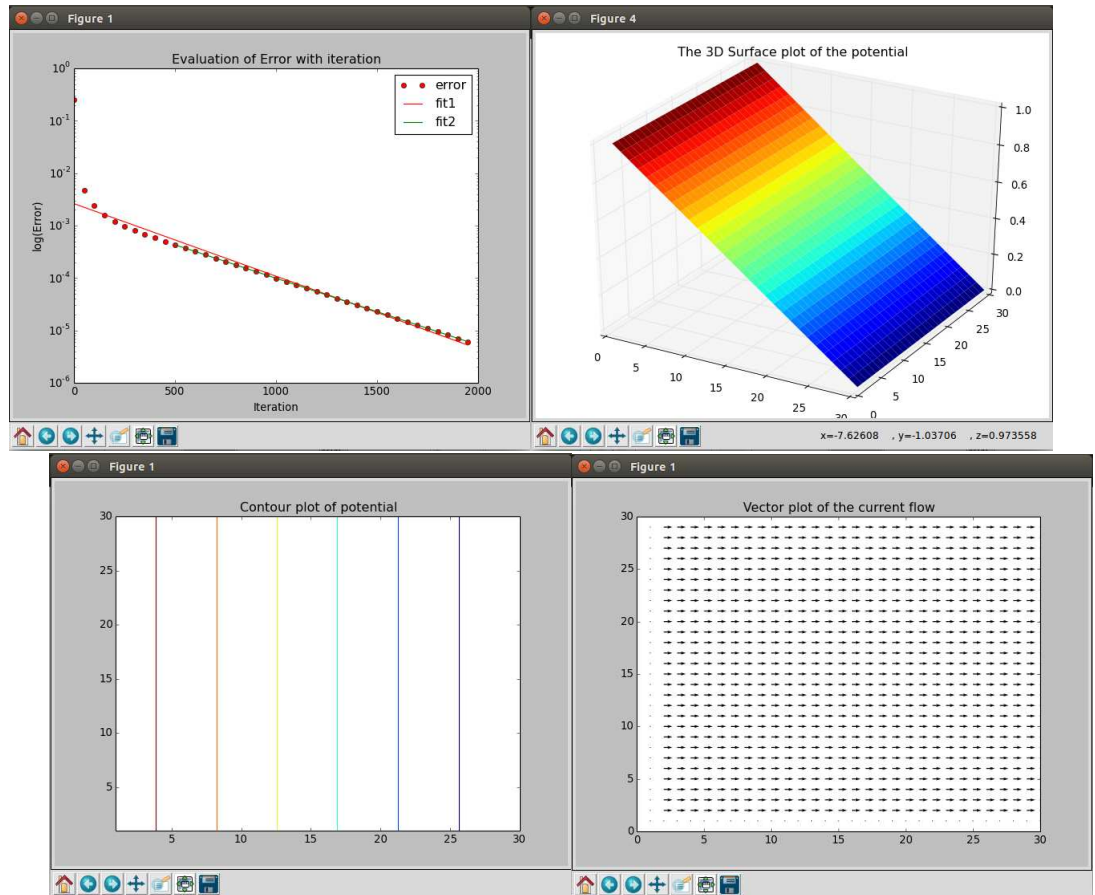 Figure 1
Evaluation of Error with iteration
10^0
10^-1
10^-2
10^-3
10^-4
10^-5
10^-6
log(Error)
error
fit1
fit2
0 500 1000 1500 2000
Iteration
Figure 4
The 3D Surface plot of the potential
1.0
0.8
0.6
0.4
0.2
0.0
0 5 10 15 20 25 30
0 5 10 15 20 25 30
x=-7.62608 , y=-1.03706 , z=0.973558
Figure 1
Contour plot of potential
30
25
20
15
10
5
5 10 15 20 25 30
Figure 1
Vector plot of the current flow
30
25
20
15
10
5
0
0 5 10 15 20 25 30